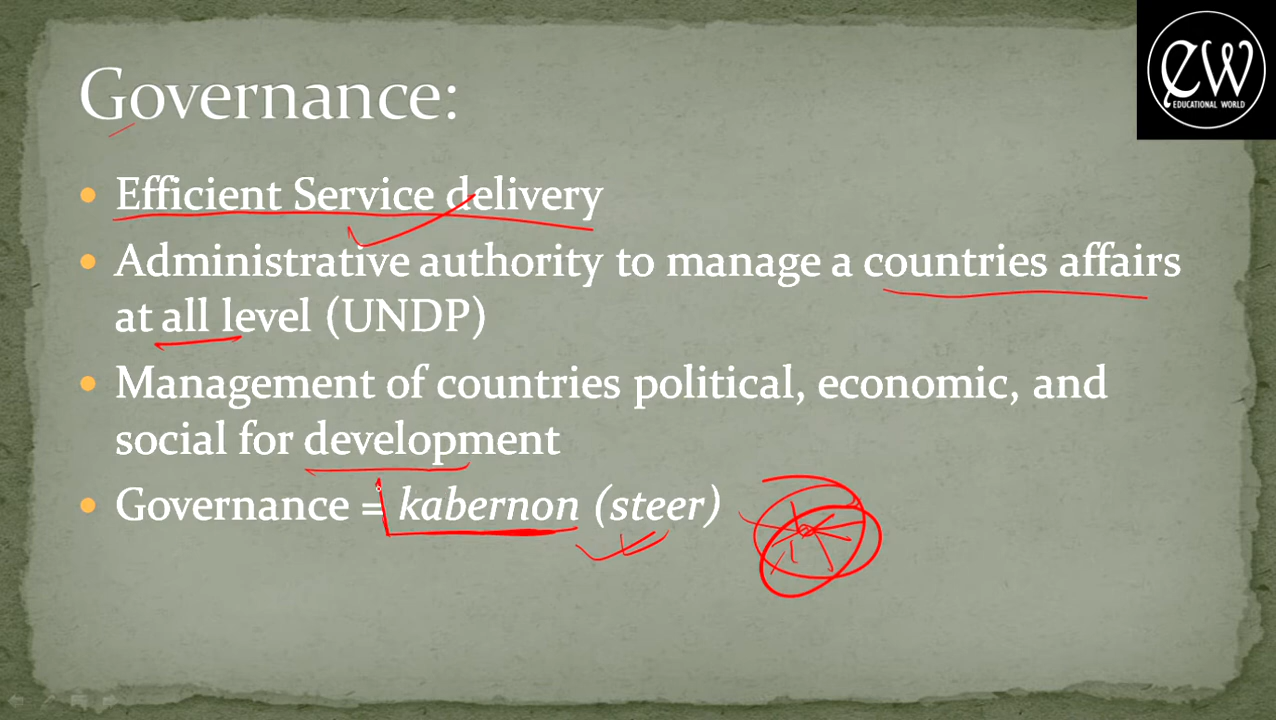 EW
EDUCATIONAL WORLD
Governance:
• Efficient Service delivery
• Administrative authority to manage a countries affairs
at all level (UNDP)
• Management of countries political, economic, and
social for development
• Governance = kabernon (steer)